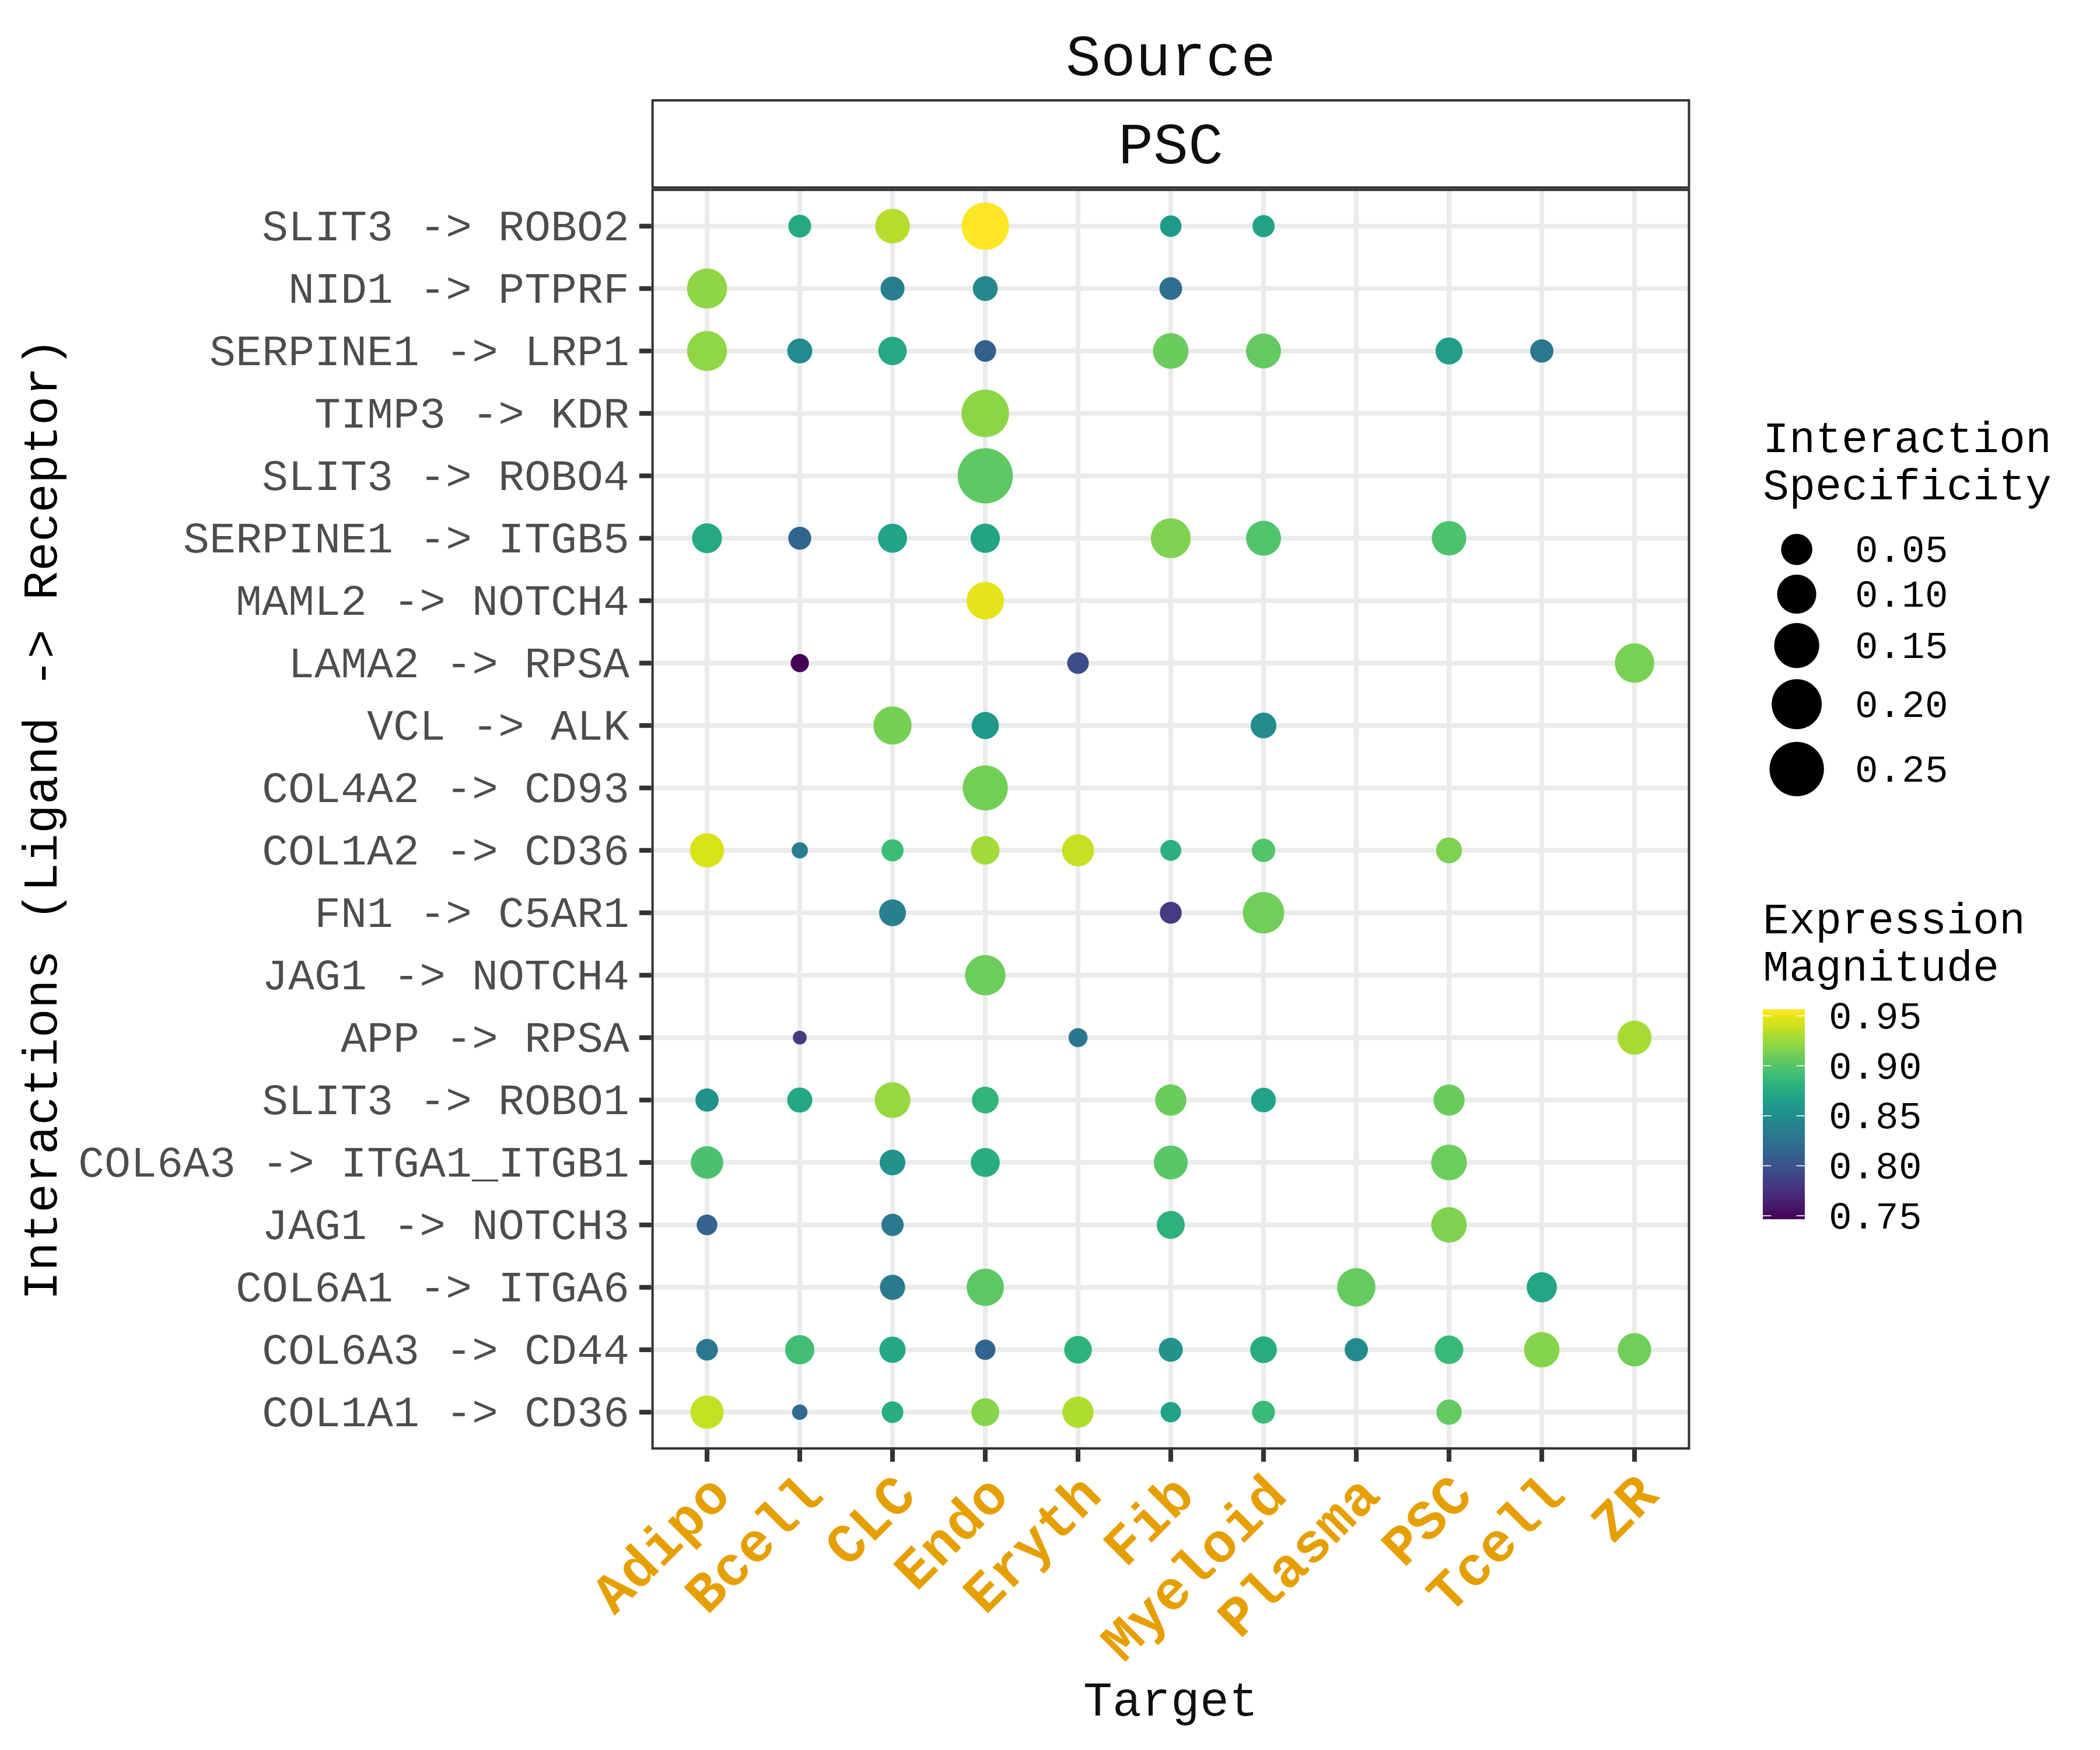 Source
PSC
Interactions (Ligand -> Receptor)
SLIT3 -> ROBO2
NID1 -> PTPRF
SERPINE1 -> LRP1
TIMP3 -> KDR
SLIT3 -> ROBO4
SERPINE1 -> ITGB5
MAML2 -> NOTCH4
LAMA2 -> RPSA
VCL -> ALK
COL4A2 -> CD93
COL1A2 -> CD36
FN1 -> C5AR1
JAG1 -> NOTCH4
APP -> RPSA
SLIT3 -> ROBO1
COL6A3 -> ITGA1_ITGB1
JAG1 -> NOTCH3
COL6A1 -> ITGA6
COL6A3 -> CD44
COL1A1 -> CD36
Adipo
Bcell
CLC
Endo
Eryth
Fib
Myeloid
Plasma
PSC
Tcell
ZR
Target
Interaction
Specificity
0.05
0.10
0.15
0.20
0.25
Expression
Magnitude
0.95
0.90
0.85
0.80
0.75